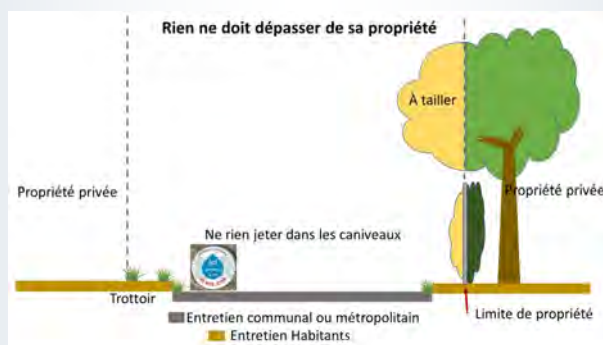 Rien ne doit dépasser de sa propriété
À tailler
Propriété privée
Propriété privée
Ne rien jeter dans les caniveaux
Trottoir
Entretien communal ou métropolitain
Limite de propriété
Entretien Habitants